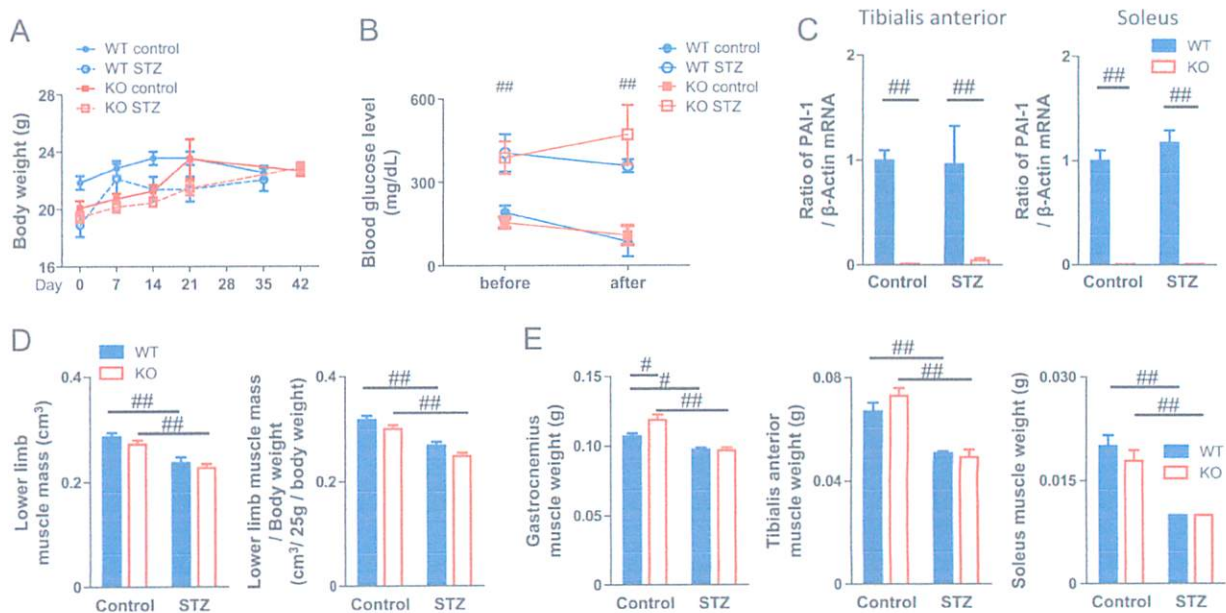 A
WT control
WT STZ
KO control
KO STZ
Body weight (g)
28
24
20
16
Day 0 7 14 21 28 35 42
B
WT control
WT STZ
KO control
KO STZ
Blood glucose level
(mg/dL)
600
300
0
##
##
before after
C
Tibialis anterior
Soleus
WT
KO
Ratio of PAI-1
/ β-Actin mRNA
2
1
0
##
##
Control STZ
Ratio of PAI-1
/ β-Actin mRNA
2
1
0
##
##
Control STZ
D
WT
KO
Lower limb
muscle mass (cm³)
0.4
0.2
0
##
##
Control STZ
Lower limb muscle mass
/ Body weight
(cm³/ 25g / body weight)
0.4
0.2
0
##
##
Control STZ
E
Gastrocnemius
muscle weight (g)
0.15
0.10
0.05
0
#
#
##
Control STZ
Tibialis anterior
muscle weight (g)
0.08
0.04
0
##
##
Control STZ
Soleus muscle weight (g)
0.030
0.015
0
##
##
WT
KO
Control STZ